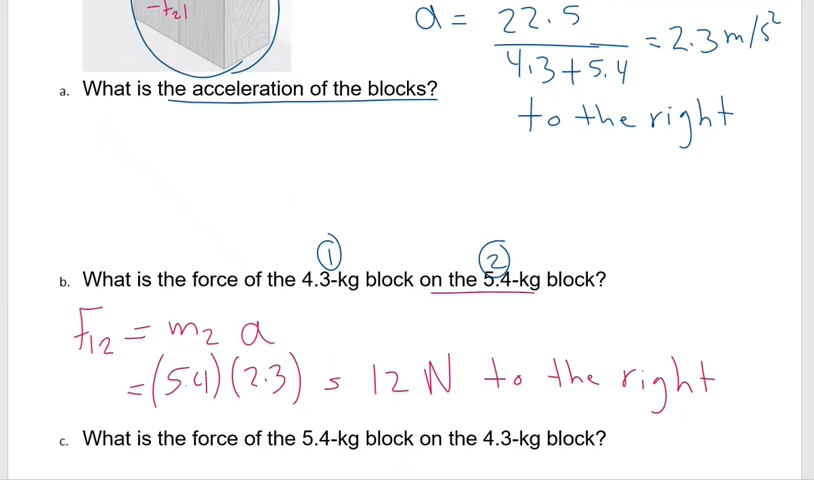 -F21
a = 22.5 / 4.3+5.4 = 2.3 m/s²
to the right
a. What is the acceleration of the blocks?
1 2
b. What is the force of the 4.3-kg block on the 5.4-kg block?
F12 = m2 a
= (5.4) (2.3) = 12 N to the right
c. What is the force of the 5.4-kg block on the 4.3-kg block?